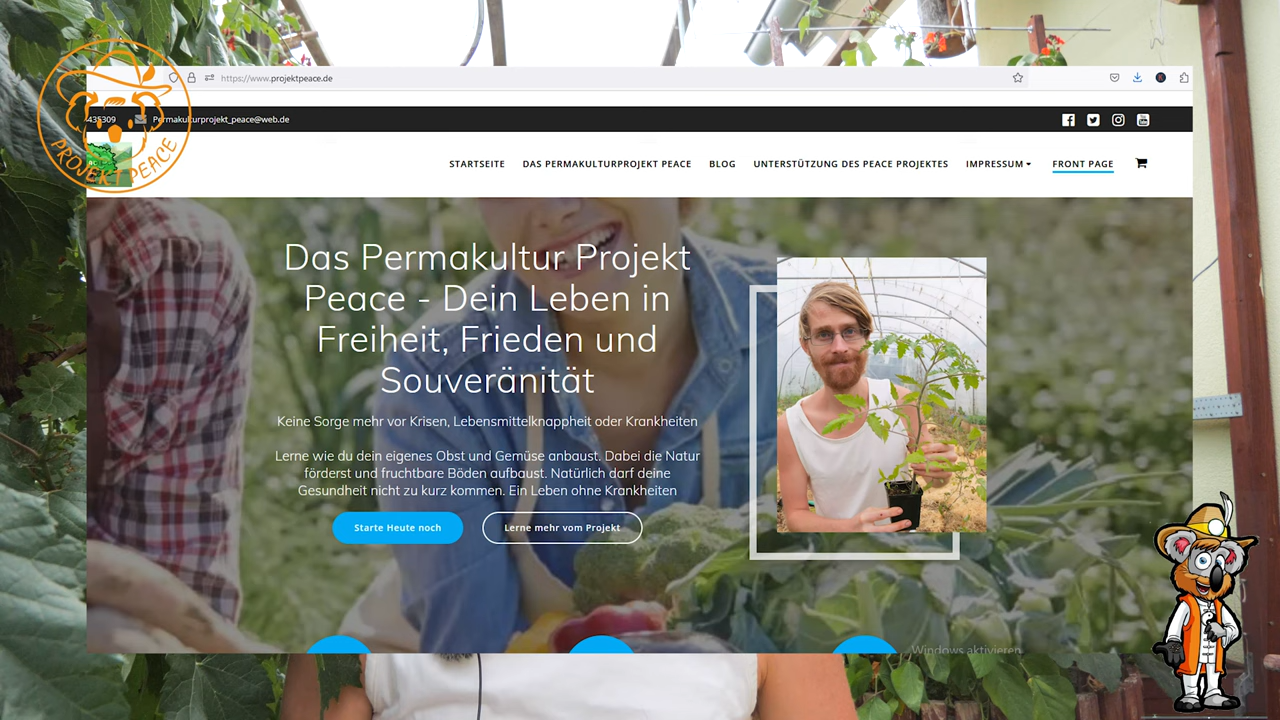 https://www.projektpeace.de
435309
Permakulturprojekt_peace@web.de
PROJEKT PEACE
STARTSEITE
DAS PERMAKULTURPROJEKT PEACE
BLOG
UNTERSTÜTZUNG DES PEACE PROJEKTES
IMPRESSUM
FRONT PAGE
Das Permakultur Projekt
Peace - Dein Leben in
Freiheit, Frieden und
Souveränität
Keine Sorge mehr vor Krisen, Lebensmittelknappheit oder Krankheiten
Lerne wie du dein eigenes Obst und Gemüse anbaust. Dabei die Natur
förderst und fruchtbare Böden aufbaust. Natürlich darf deine
Gesundheit nicht zu kurz kommen. Ein Leben ohne Krankheiten
Starte Heute noch
Lerne mehr vom Projekt
Windows aktivieren